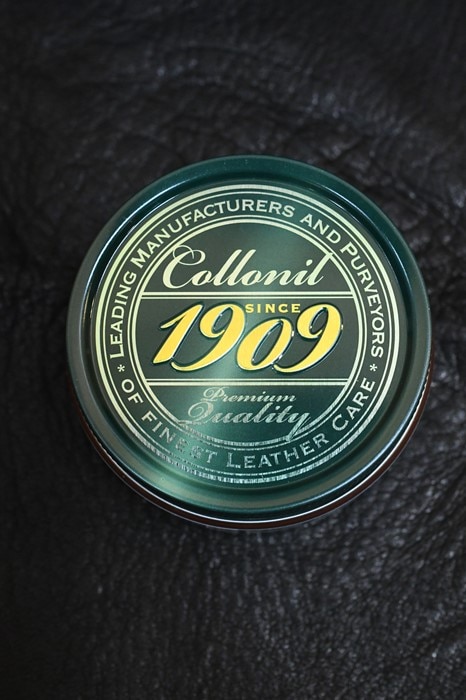 LEADING MANUFACTURERS AND PURVEYORS
Collonil
SINCE
1909
Premium
Quality
* OF FINEST LEATHER CARE *